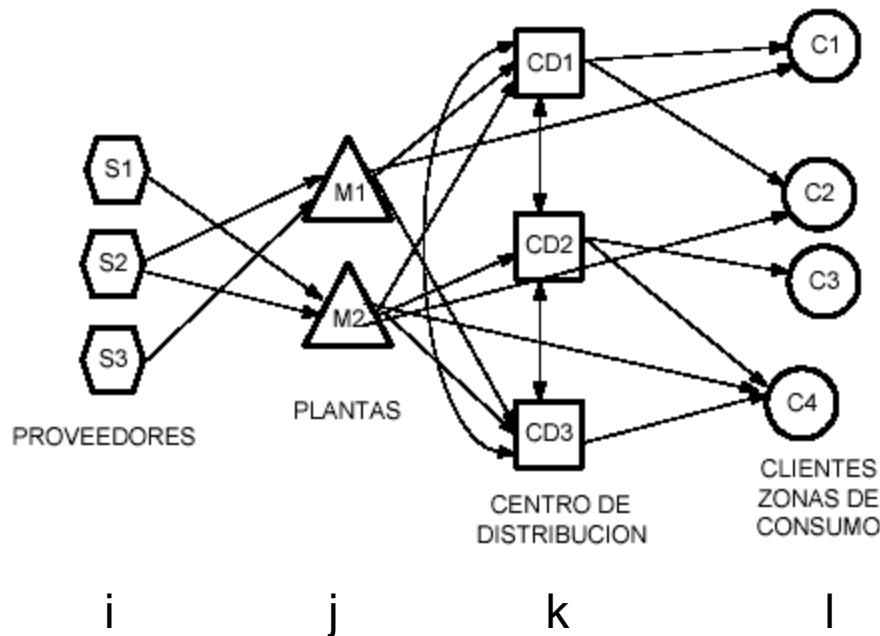 CD1
C1
S1
M1
C2
S2
CD2
C3
M2
S3
PLANTAS
C4
PROVEEDORES
CD3
CENTRO DE
DISTRIBUCION
CLIENTES
ZONAS DE
CONSUMO
i
j
k
l